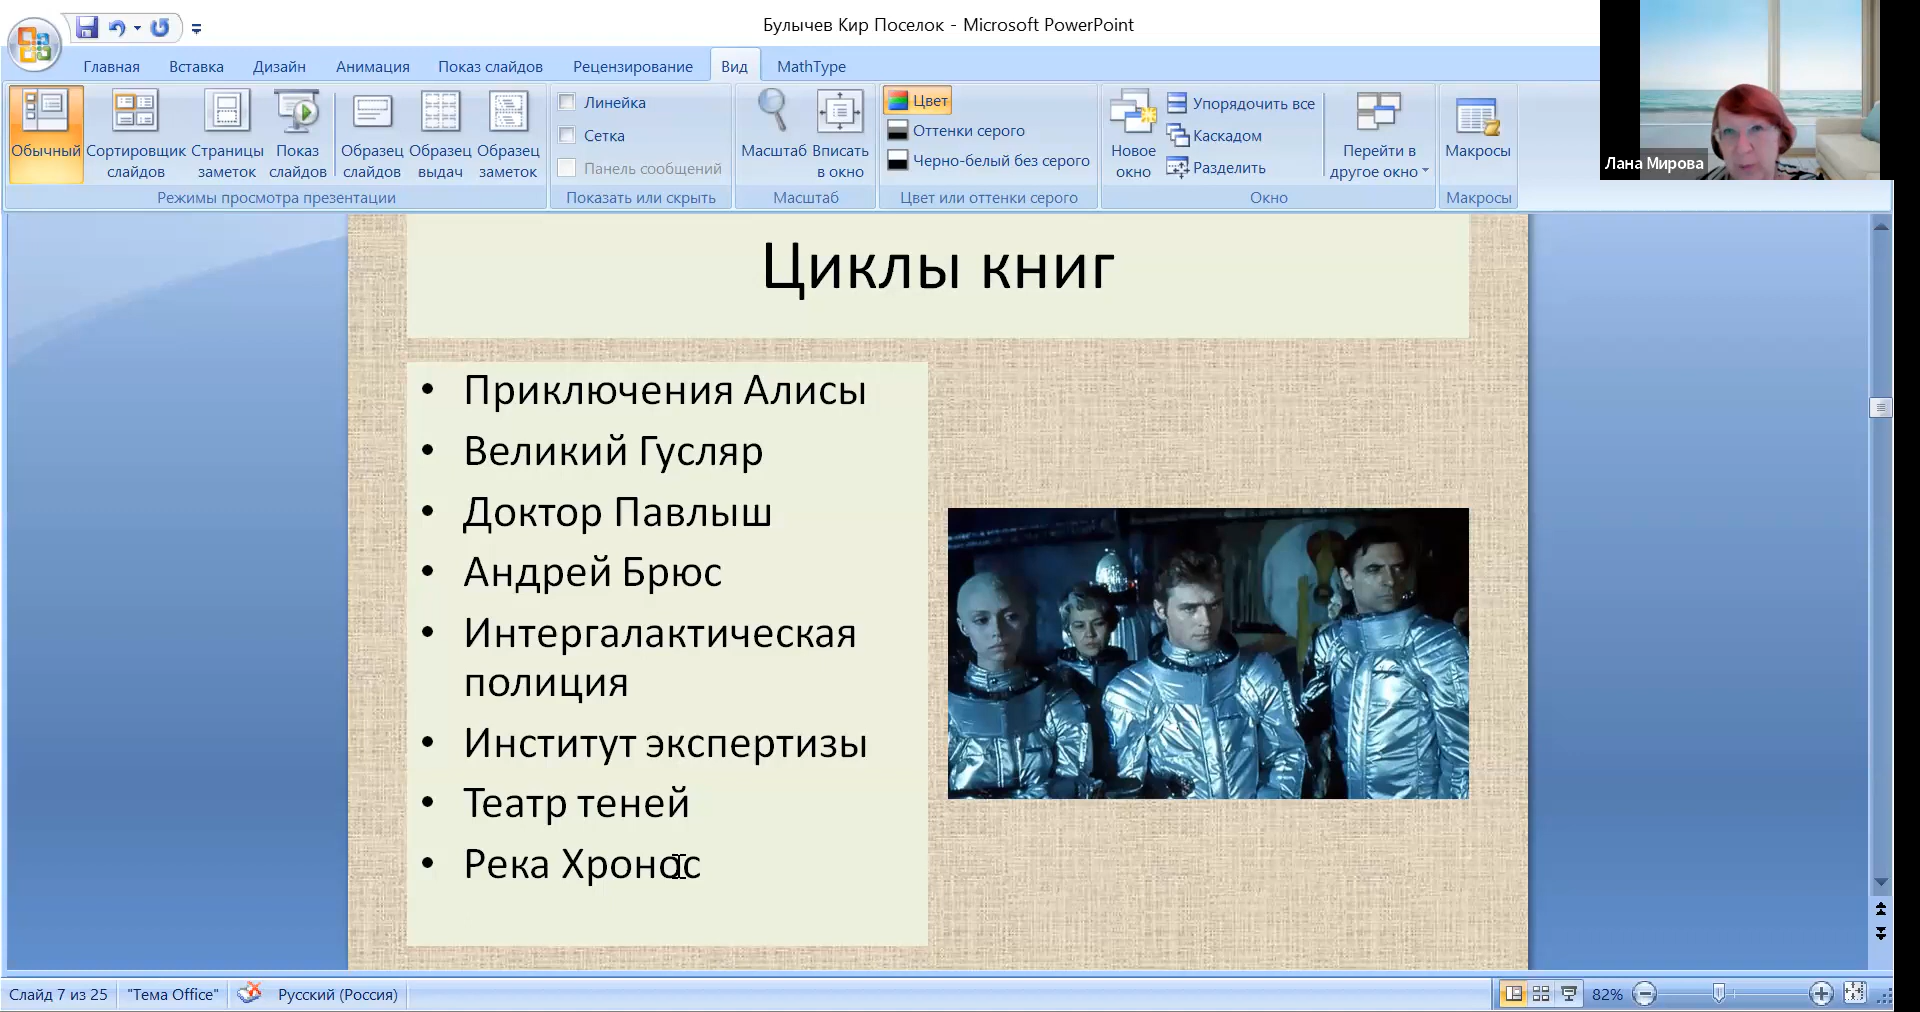 Булычев Кир Поселок - Microsoft PowerPoint
Главная Вставка Дизайн Анимация Показ слайдов Рецензирование Вид MathType
Обычный
Сортировщик слайдов
Страницы заметок
Показ слайдов
Образец слайдов
Образец выдач
Образец заметок
Режимы просмотра презентации
Линейка
Сетка
Панель сообщений
Показать или скрыть
Масштаб
Вписать в окно
Масштаб
Цвет
Оттенки серого
Черно-белый без серого
Цвет или оттенки серого
Новое окно
Упорядочить все
Каскадом
Разделить
Перейти в другое окно
Окно
Макросы
Макросы
Лана Мирова
Циклы книг
• Приключения Алисы
• Великий Гусляр
• Доктор Павлыш
• Андрей Брюс
• Интергалактическая
полиция
• Институт экспертизы
• Театр теней
• Река Хронос
Слайд 7 из 25 "Тема Office" Русский (Россия) 82%